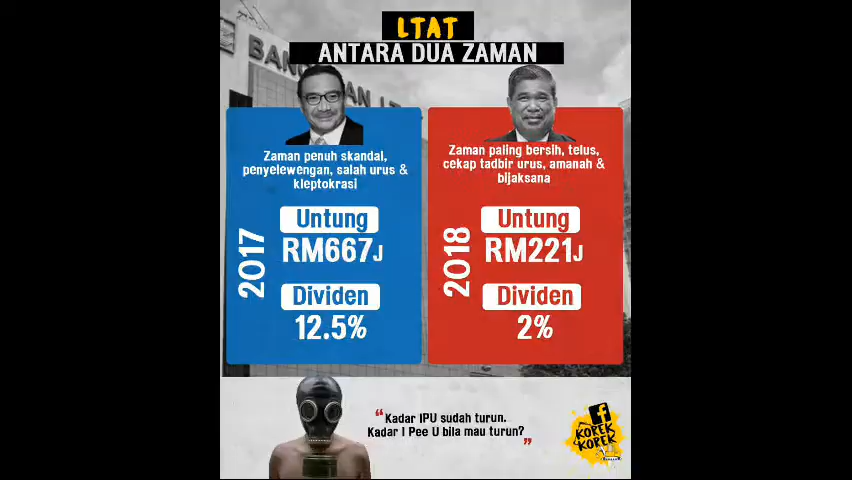 LTAT
ANTARA DUA ZAMAN
Zaman penuh skandal,
penyelewengan, salah urus &
kleptokrasi
2017
Untung
RM667J
Dividen
12.5%
Zaman paling bersih, telus,
cekap tadbir urus, amanah &
bijaksana
2018
Untung
RM221J
Dividen
2%
"Kadar IPU sudah turun.
Kadar I Pee U bila mau turun?"
f
KOREK
KOREK